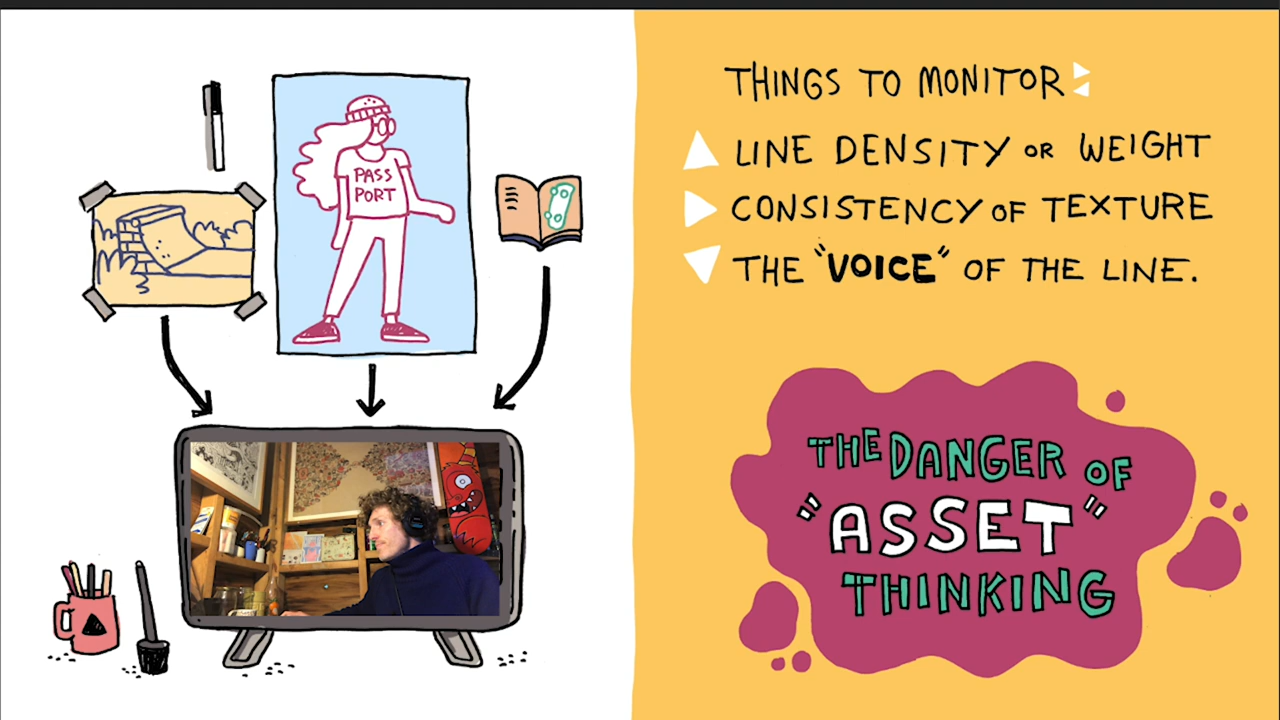 PASS
PORT
THINGS TO MONITOR:
LINE DENSITY OR WEIGHT
CONSISTENCY OF TEXTURE
THE "VOICE" OF THE LINE.
THE DANGER OF
"ASSET"
THINKING